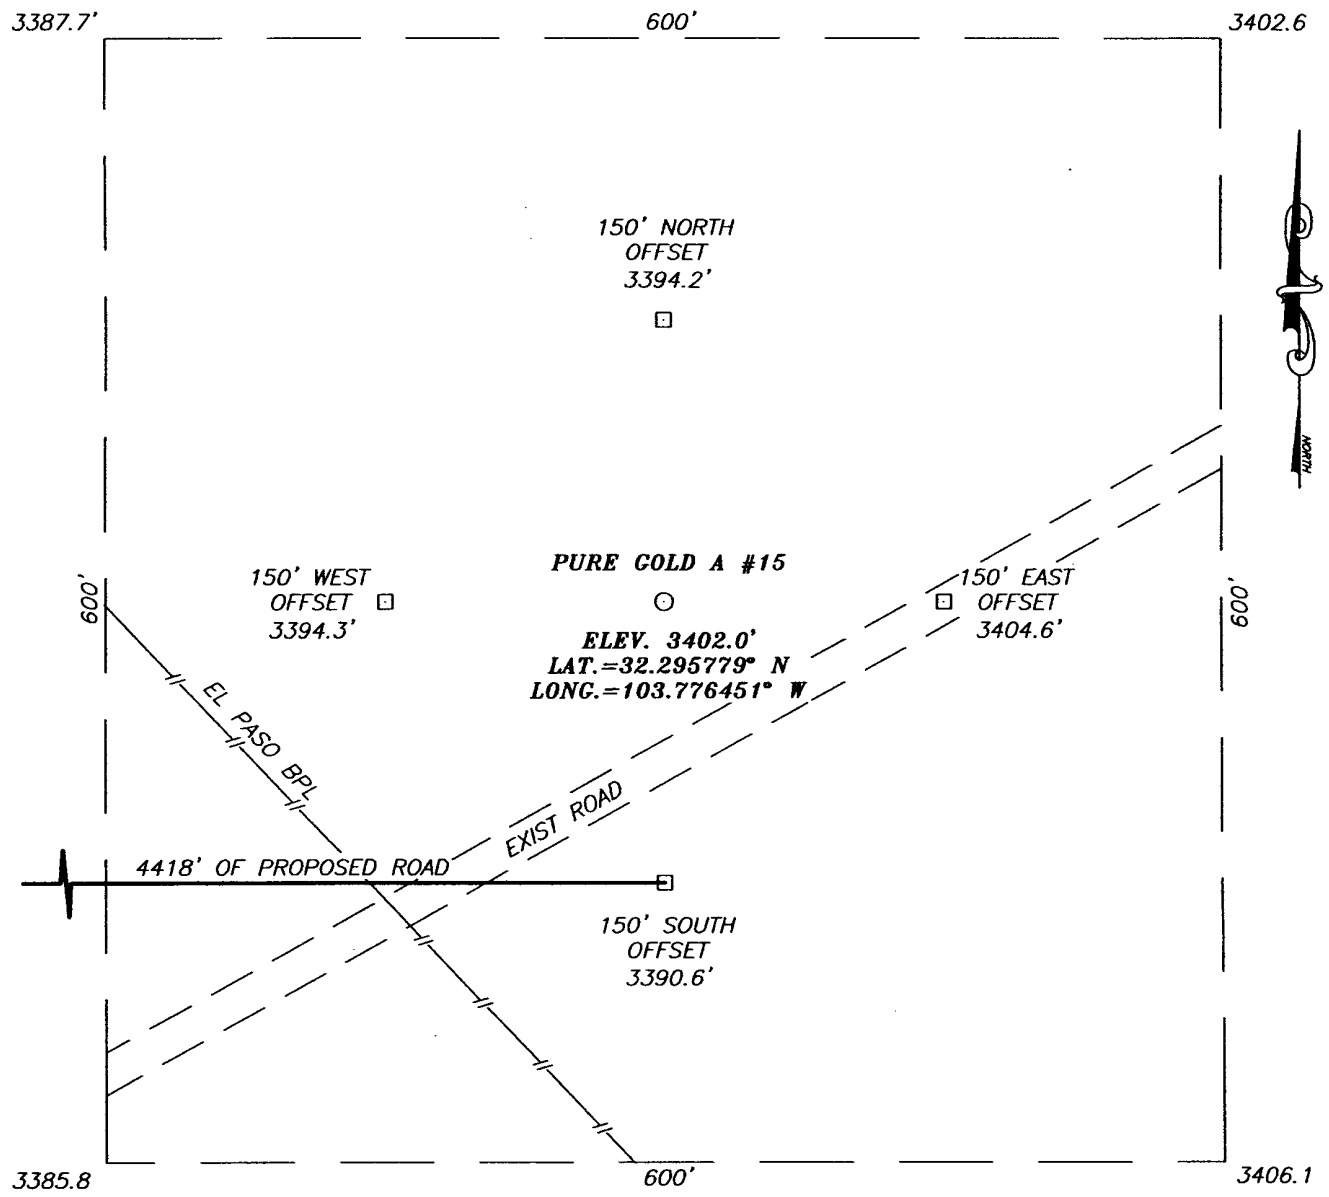 3387.7'
600'
3402.6
150' NORTH
OFFSET
3394.2'
NORTH
PURE GOLD A #15
150' WEST
OFFSET
3394.3'
600'
150' EAST
OFFSET
3404.6'
600'
ELEV. 3402.0'
LAT.=32.295779° N
LONG.=103.776451° W
EL PASO BPL
EXIST ROAD
4418' OF PROPOSED ROAD
150' SOUTH
OFFSET
3390.6'
3385.8
600'
3406.1